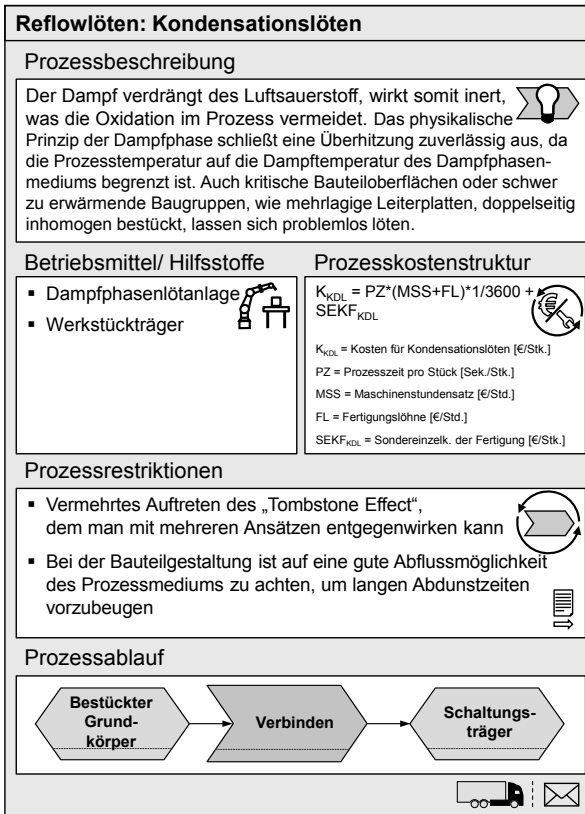 Reflowlöten: Kondensationslöten
Prozessbeschreibung
Der Dampf verdrängt des Luftsauerstoff, wirkt somit inert,
was die Oxidation im Prozess vermeidet. Das physikalische
Prinzip der Dampfphase schließt eine Überhitzung zuverlässig aus, da
die Prozesstemperatur auf die Dampftemperatur des Dampfphasen-
mediums begrenzt ist. Auch kritische Bauteiloberflächen oder schwer
zu erwärmende Baugruppen, wie mehrlagige Leiterplatten, doppelseitig
inhomogen bestückt, lassen sich problemlos löten.
Betriebsmittel/ Hilfsstoffe
▪ Dampfphasenlötanlage
▪ Werkstückträger
Prozesskostenstruktur
K_KDL = PZ*(MSS+FL)*1/3600 +
SEKF_KDL
K_KDL = Kosten für Kondensationslöten [€/Stk.]
PZ = Prozesszeit pro Stück [Sek./Stk.]
MSS = Maschinenstundensatz [€/Std.]
FL = Fertigungslöhne [€/Std.]
SEKF_KDL = Sondereinzelk. der Fertigung [€/Stk.]
Prozessrestriktionen
▪ Vermehrtes Auftreten des „Tombstone Effect“,
dem man mit mehreren Ansätzen entgegenwirken kann
▪ Bei der Bauteilgestaltung ist auf eine gute Abflussmöglichkeit
des Prozessmediums zu achten, um langen Abdunstzeiten
vorzubeugen
Prozessablauf
Bestückter
Grund-
körper
Verbinden
Schaltungs-
träger